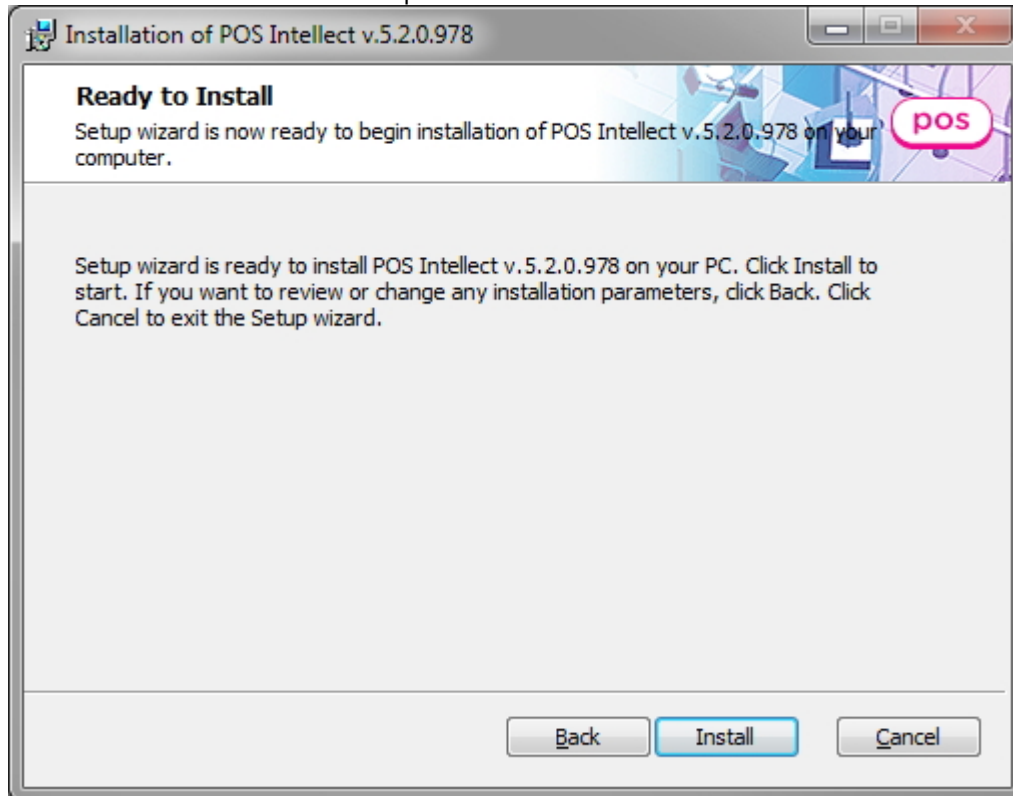 Installation of POS Intellect v.5.2.0.978
Ready to Install
Setup wizard is now ready to begin installation of POS Intellect v.5.2.0.978 on your
computer.
pos
Setup wizard is ready to install POS Intellect v.5.2.0.978 on your PC. Click Install to
start. If you want to review or change any installation parameters, click Back. Click
Cancel to exit the Setup wizard.
Back
Install
Cancel